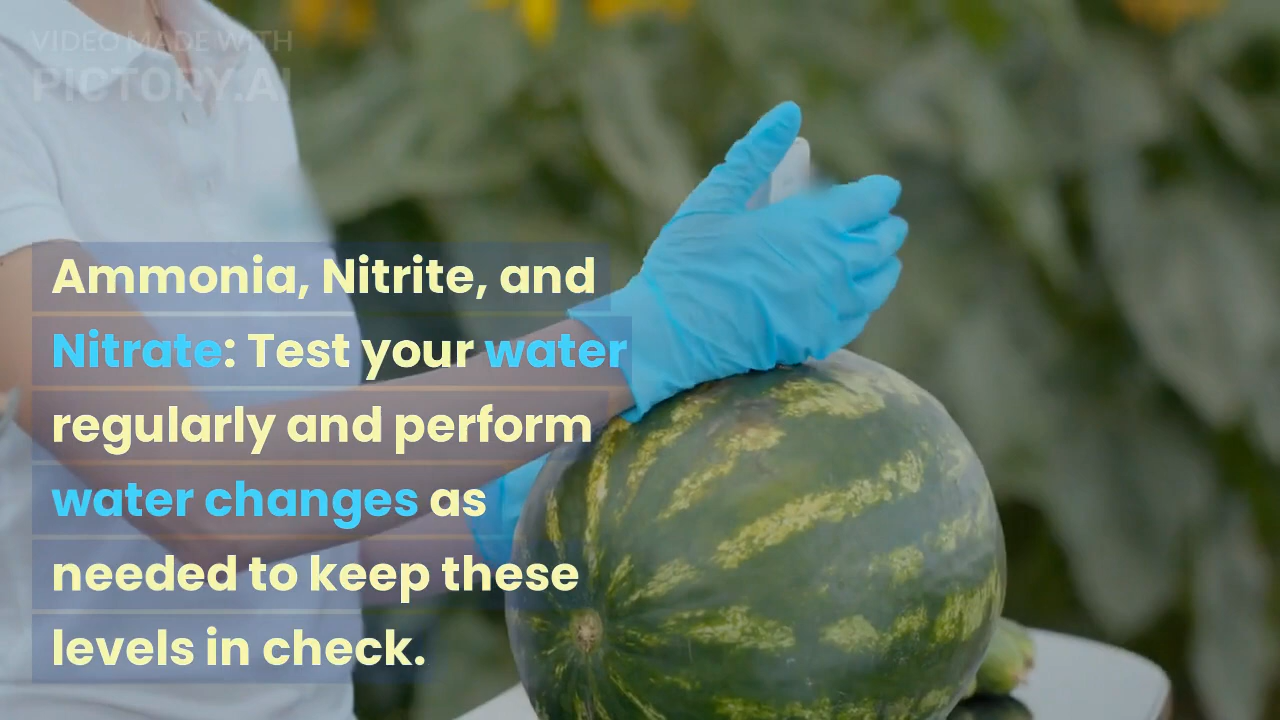 VIDEO MADE WITH
PICTORY.AI
Ammonia, Nitrite, and
Nitrate: Test your water
regularly and perform
water changes as
needed to keep these
levels in check.